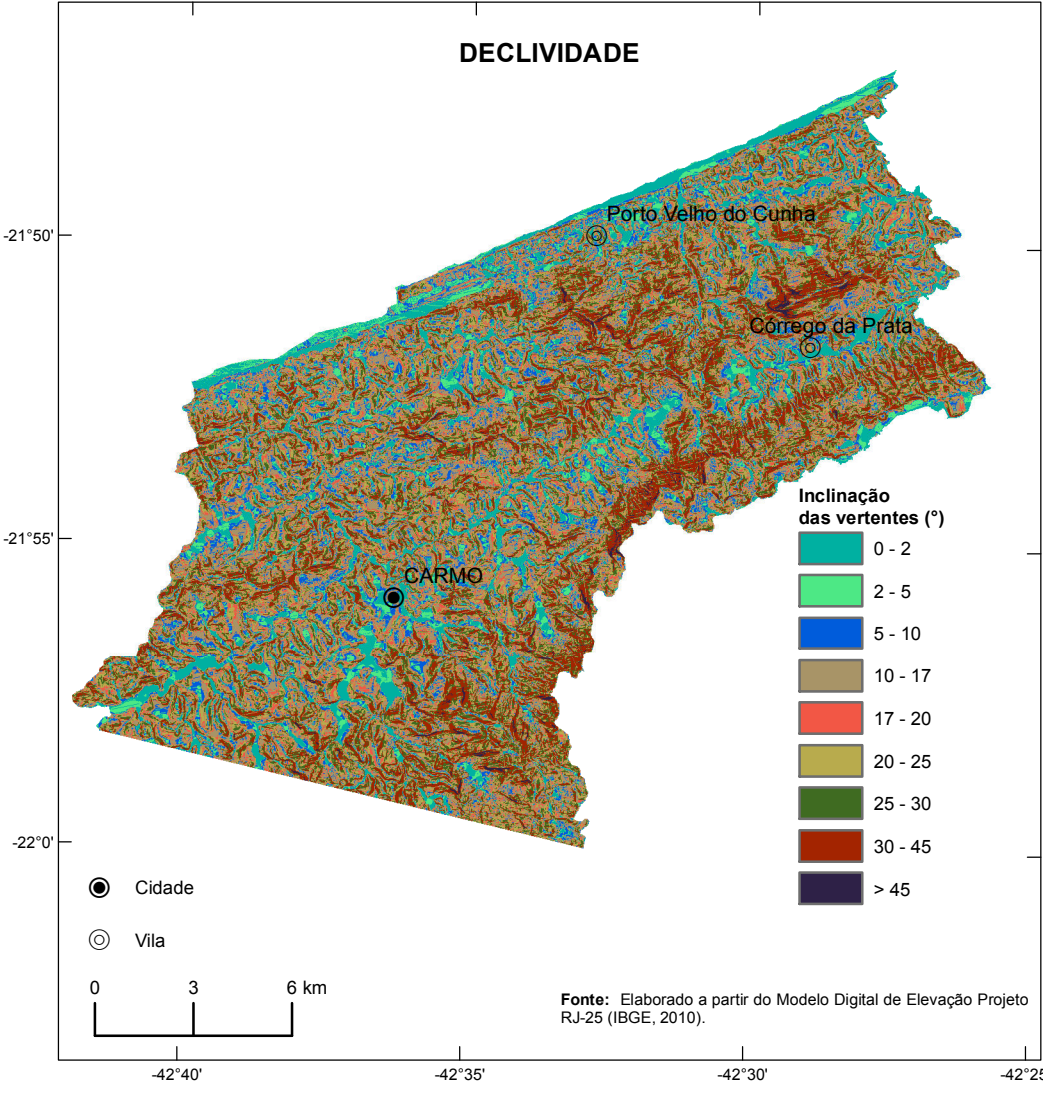 DECLIVIDADE
Porto Velho do Cunha
-21°50'
Córrego da Prata
Inclinação
das vertentes (°)
-21°55'
0 - 2
CARMO
2 - 5
5 - 10
10 - 17
17 - 20
20 - 25
25 - 30
-22°0'
30 - 45
> 45
Cidade
Vila
0 3 6 km
Fonte: Elaborado a partir do Modelo Digital de Elevação Projeto
RJ-25 (IBGE, 2010).
-42°40' -42°35' -42°30' -42°25